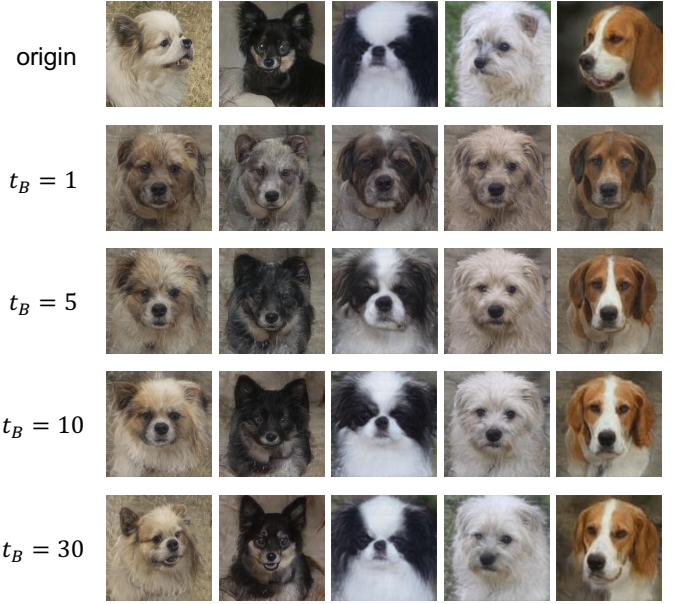 origin
t_B = 1
t_B = 5
t_B = 10
t_B = 30